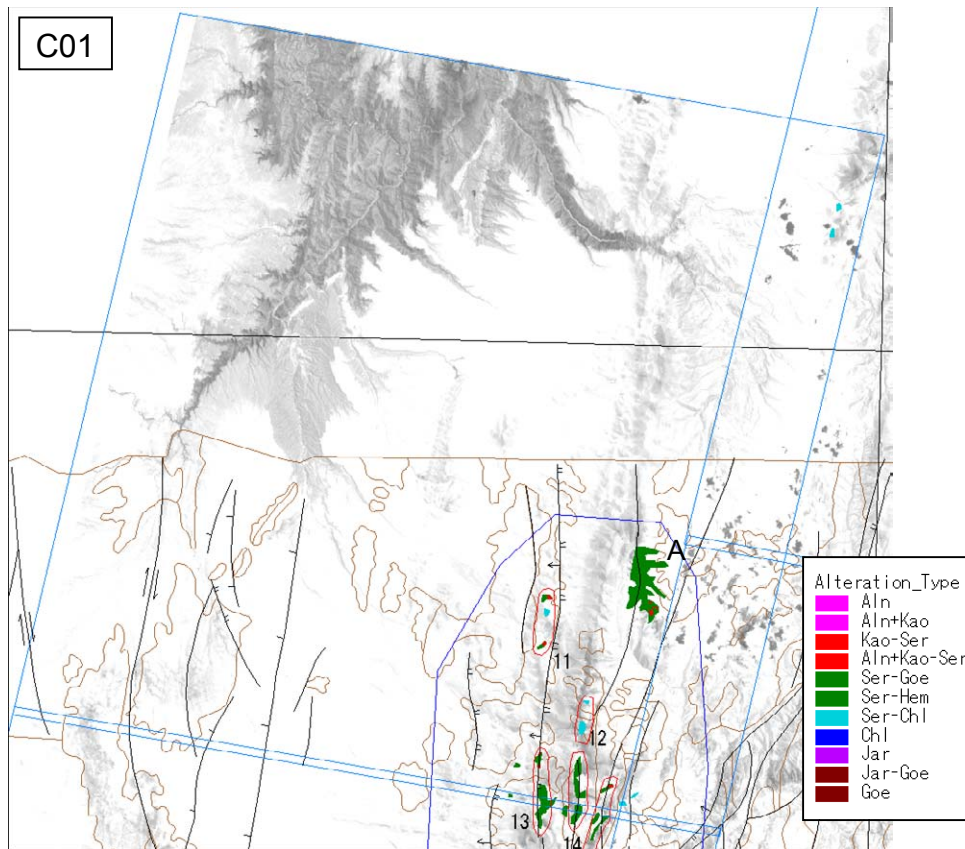 C01
A
11
12
13
14
Alteration_Type
Aln
Aln+Kao
Kao-Ser
Aln+Kao-Ser
Ser-Goe
Ser-Hem
Ser-Chl
Chl
Jar
Jar-Goe
Goe